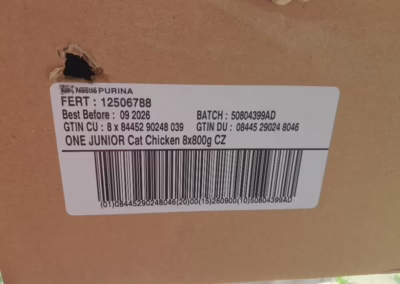 Nestlé PURINA
FERT : 12506788
Best Before : 09 2026 BATCH : 50804399AD
GTIN CU : 8 x 84452 90248 039 GTIN DU : 08445 29024 8046
ONE JUNIOR Cat Chicken 8x800g CZ
(01)08445290248046(20)00(15)260900(10)50804399AD